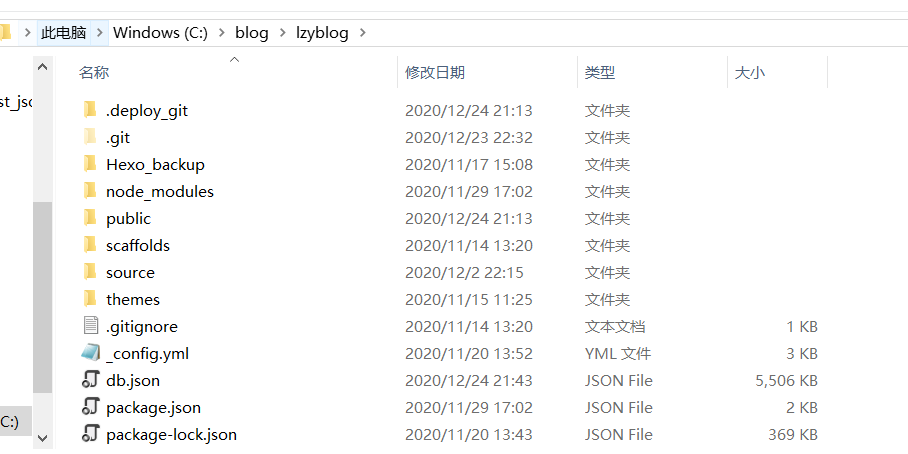 此电脑 Windows (C:) blog lzyblog
名称 修改日期 类型 大小
.deploy_git 2020/12/24 21:13 文件夹
.git 2020/12/23 22:32 文件夹
Hexo_backup 2020/11/17 15:08 文件夹
node_modules 2020/11/29 17:02 文件夹
public 2020/12/24 21:13 文件夹
scaffolds 2020/11/14 13:20 文件夹
source 2020/12/2 22:15 文件夹
themes 2020/11/15 11:25 文件夹
.gitignore 2020/11/14 13:20 文本文档 1 KB
_config.yml 2020/11/20 13:52 YML 文件 3 KB
db.json 2020/12/24 21:43 JSON File 5,506 KB
package.json 2020/11/29 17:02 JSON File 2 KB
C:)
package-lock.json 2020/11/20 13:43 JSON File 369 KB